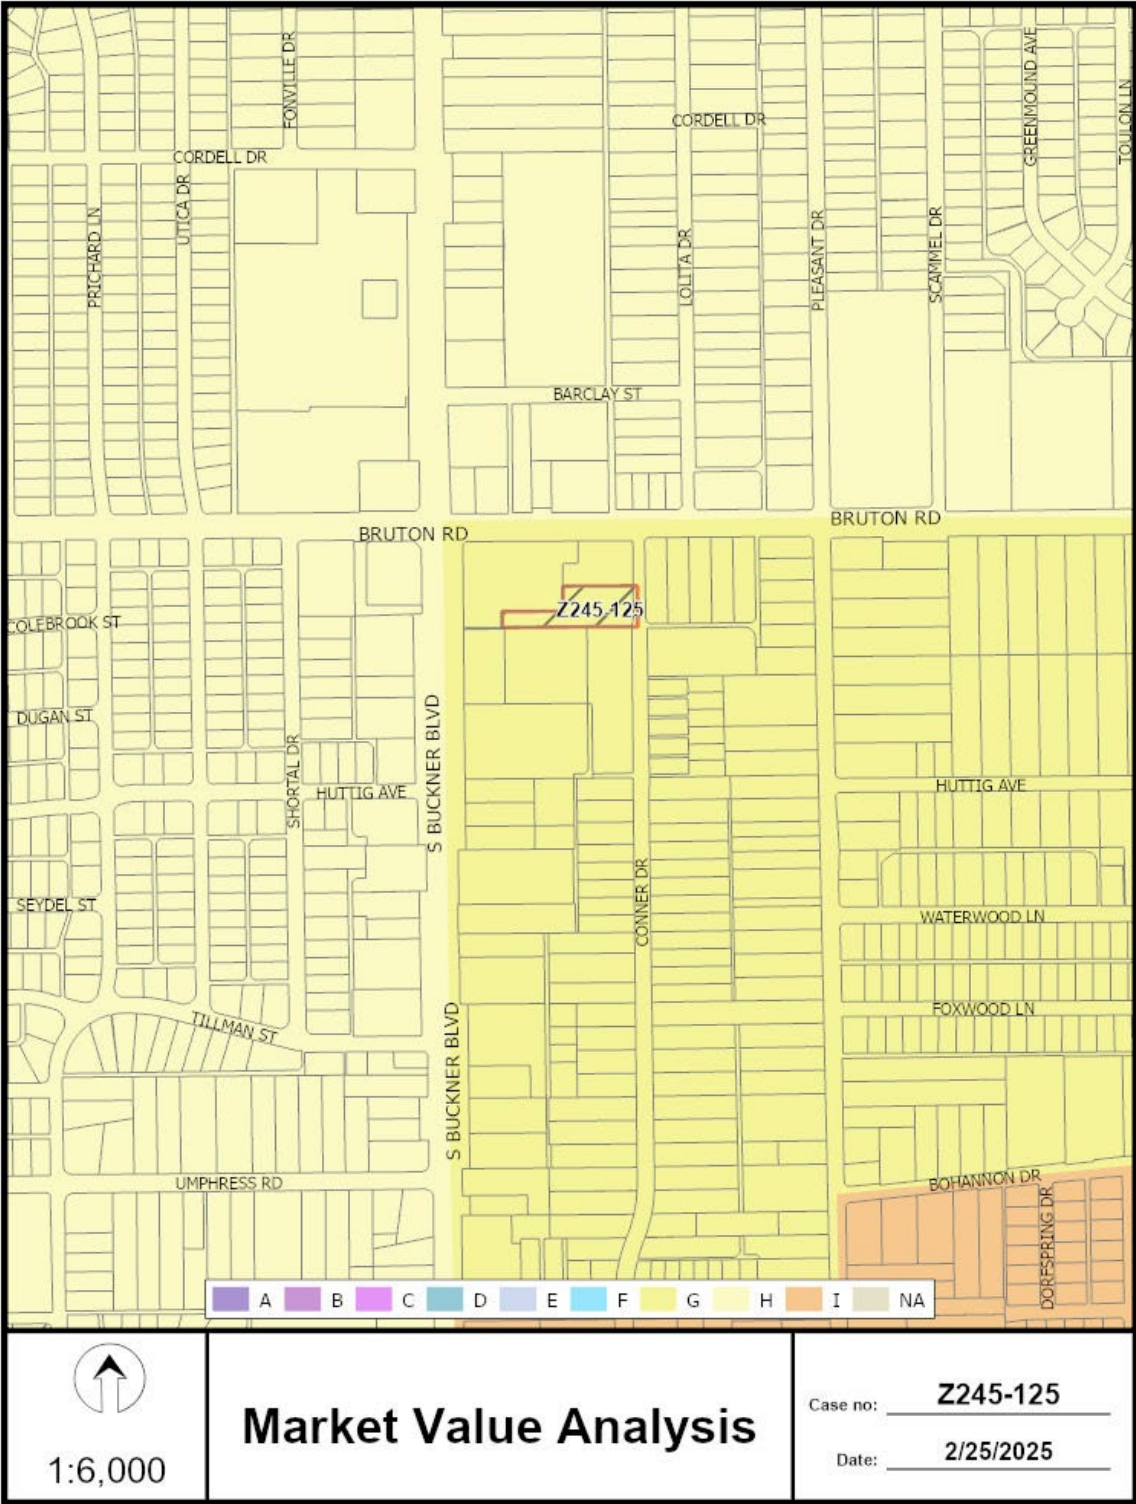 FONVILLE DR
GREENMOUND AVE
TOULON LN
CORDELL DR
CORDELL DR
PRICHARD LN
UTICA DR
LOLITA DR
PLEASANT DR
SCAMMEL DR
BARCLAY ST
BRUTON RD
BRUTON RD
Z245-125
COLEBROOK ST
DUGAN ST
SHORTAL DR
S BUCKNER BLVD
HUTTIG AVE
HUTTIG AVE
CONNER DR
SEYDEL ST
WATERWOOD LN
FOXWOOD LN
TILLMAN ST
S BUCKNER BLVD
UMPHRESS RD
BOHANNON DR
DORFSPRING DR
A B C D E F G H I NA
1:6,000
Market Value Analysis
Case no: Z245-125
Date: 2/25/2025